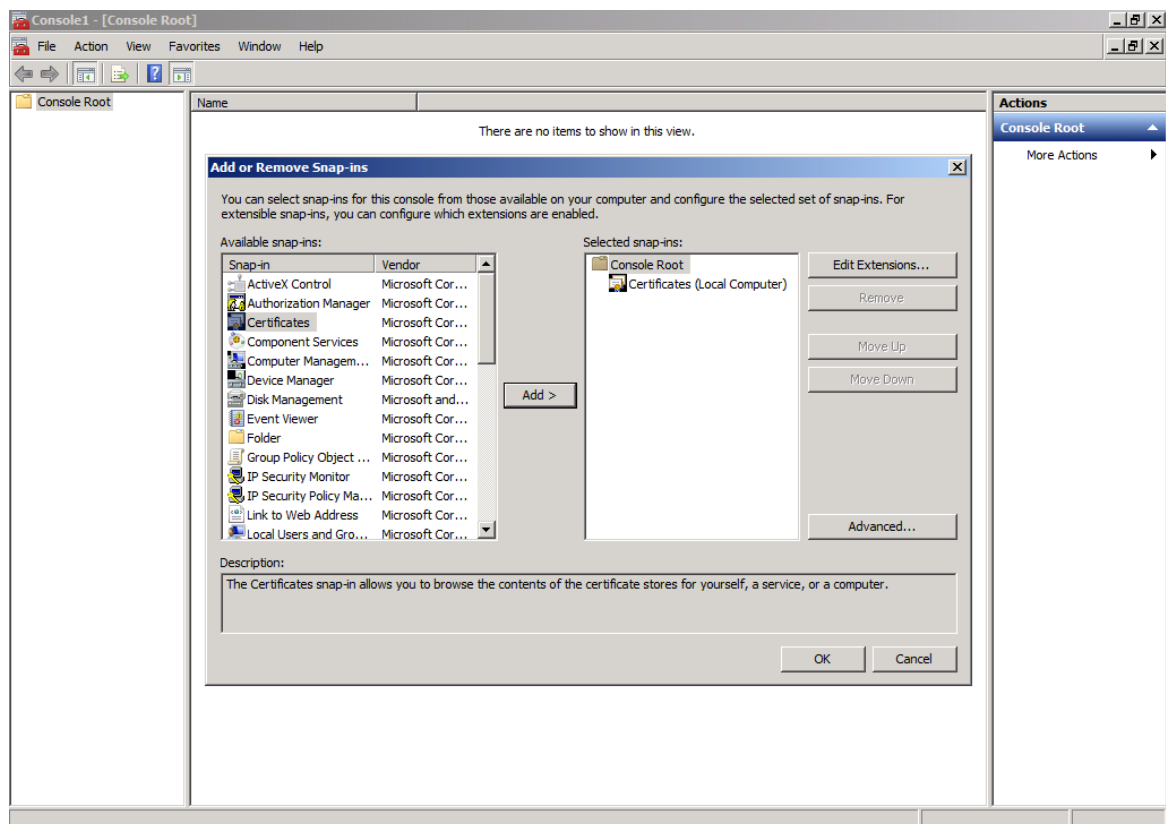 Console1 - [Console Root]
File Action View Favorites Window Help
Console Root
Name
There are no items to show in this view.
Actions
Console Root
More Actions
Add or Remove Snap-ins
You can select snap-ins for this console from those available on your computer and configure the selected set of snap-ins. For
extensible snap-ins, you can configure which extensions are enabled.
Available snap-ins:
Snap-in Vendor
ActiveX Control Microsoft Cor...
Authorization Manager Microsoft Cor...
Certificates Microsoft Cor...
Component Services Microsoft Cor...
Computer Managem... Microsoft Cor...
Device Manager Microsoft Cor...
Disk Management Microsoft and...
Event Viewer Microsoft Cor...
Folder Microsoft Cor...
Group Policy Object ... Microsoft Cor...
IP Security Monitor Microsoft Cor...
IP Security Policy Ma... Microsoft Cor...
Link to Web Address Microsoft Cor...
Local Users and Gro... Microsoft Cor...
Add >
Selected snap-ins:
Console Root
Certificates (Local Computer)
Edit Extensions...
Remove
Move Up
Move Down
Advanced...
Description:
The Certificates snap-in allows you to browse the contents of the certificate stores for yourself, a service, or a computer.
OK Cancel